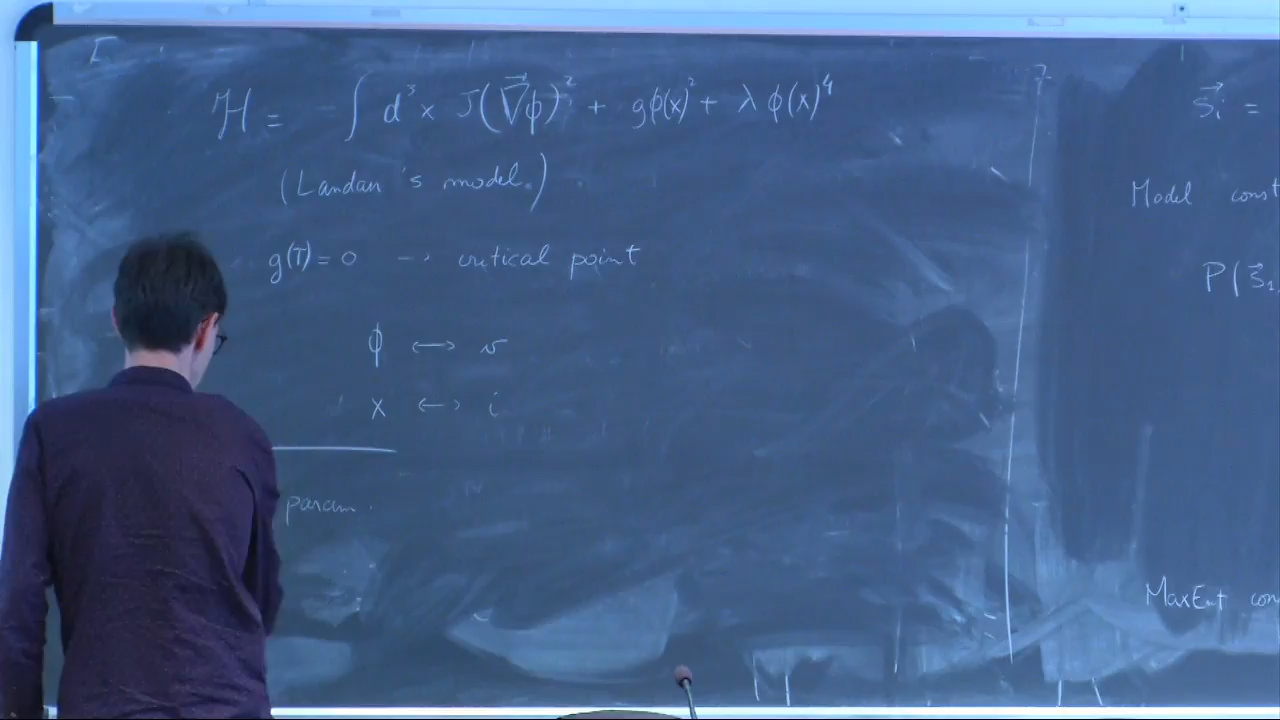 H = - ∫ d³x J(∇⃗ϕ)² + gϕ(x)² + λ ϕ(x)⁴
(Landau's model.)
g(T) = 0 → critical point
ϕ ↔ v
x ↔ i
param.
s⃗ᵢ =
Model const
P(s⃗₁
MaxEnt con